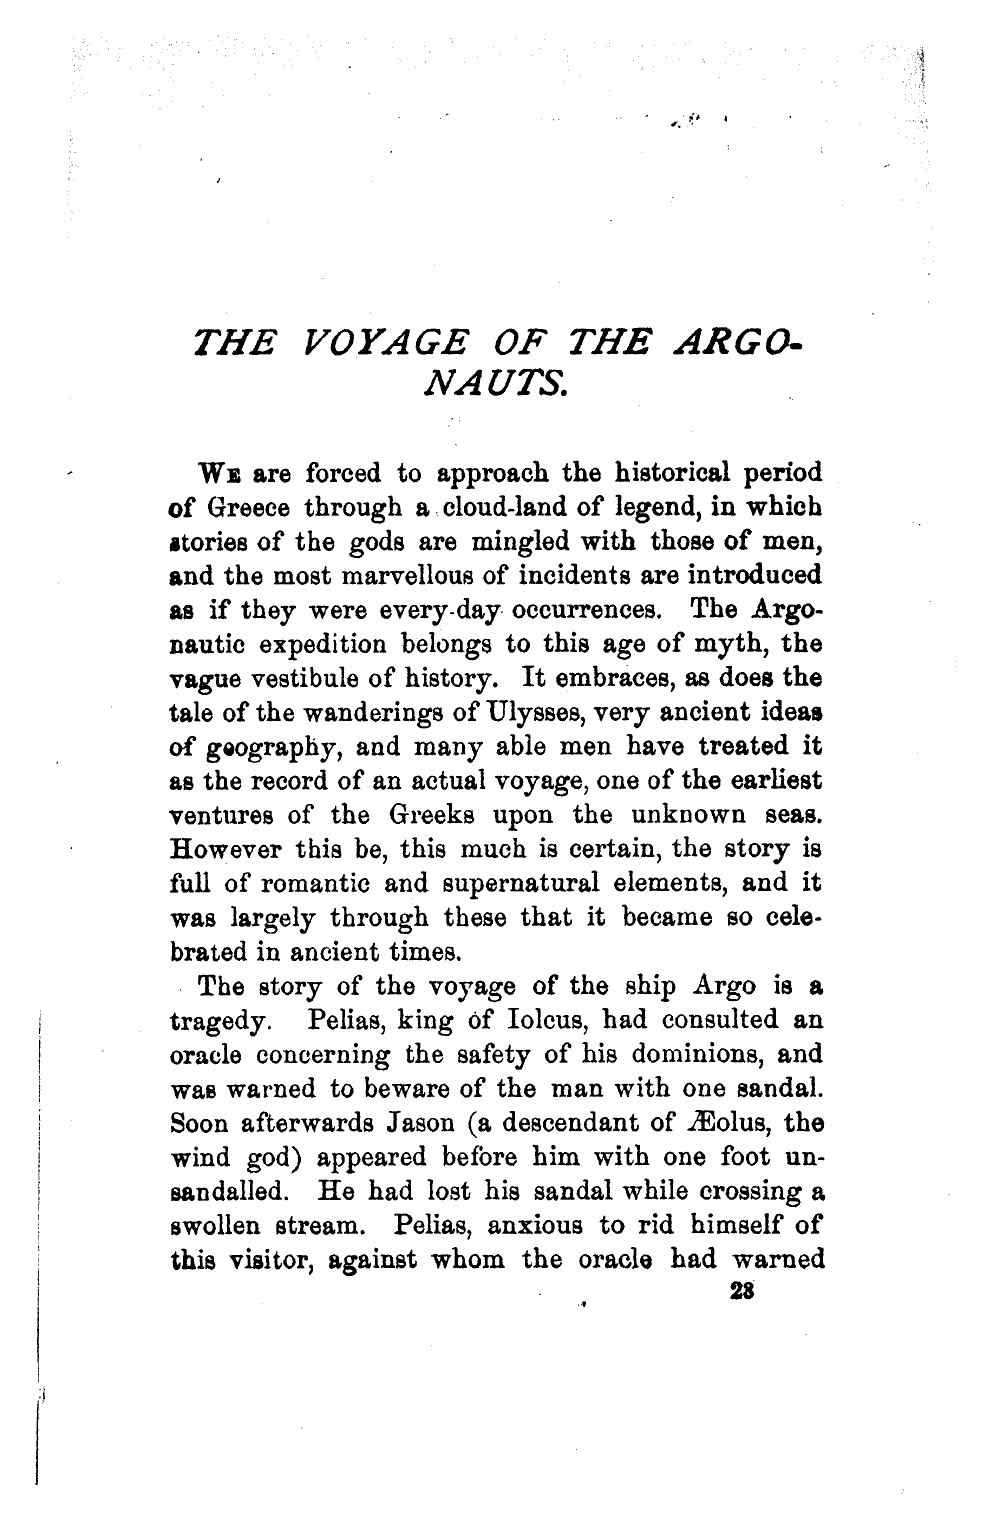 THE VOYAGE OF THE ARGO-
NAUTS.
WE are forced to approach the historical period
of Greece through a cloud-land of legend, in which
stories of the gods are mingled with those of men,
and the most marvellous of incidents are introduced
as if they were every-day occurrences. The Argo-
nautic expedition belongs to this age of myth, the
vague vestibule of history. It embraces, as does the
tale of the wanderings of Ulysses, very ancient ideas
of geography, and many able men have treated it
as the record of an actual voyage, one of the earliest
ventures of the Greeks upon the unknown seas.
However this be, this much is certain, the story is
full of romantic and supernatural elements, and it
was largely through these that it became so cele-
brated in ancient times.
The story of the voyage of the ship Argo is a
tragedy. Pelias, king of Iolcus, had consulted an
oracle concerning the safety of his dominions, and
was warned to beware of the man with one sandal.
Soon afterwards Jason (a descendant of Æolus, the
wind god) appeared before him with one foot un-
sandalled. He had lost his sandal while crossing a
swollen stream. Pelias, anxious to rid himself of
this visitor, against whom the oracle had warned
23